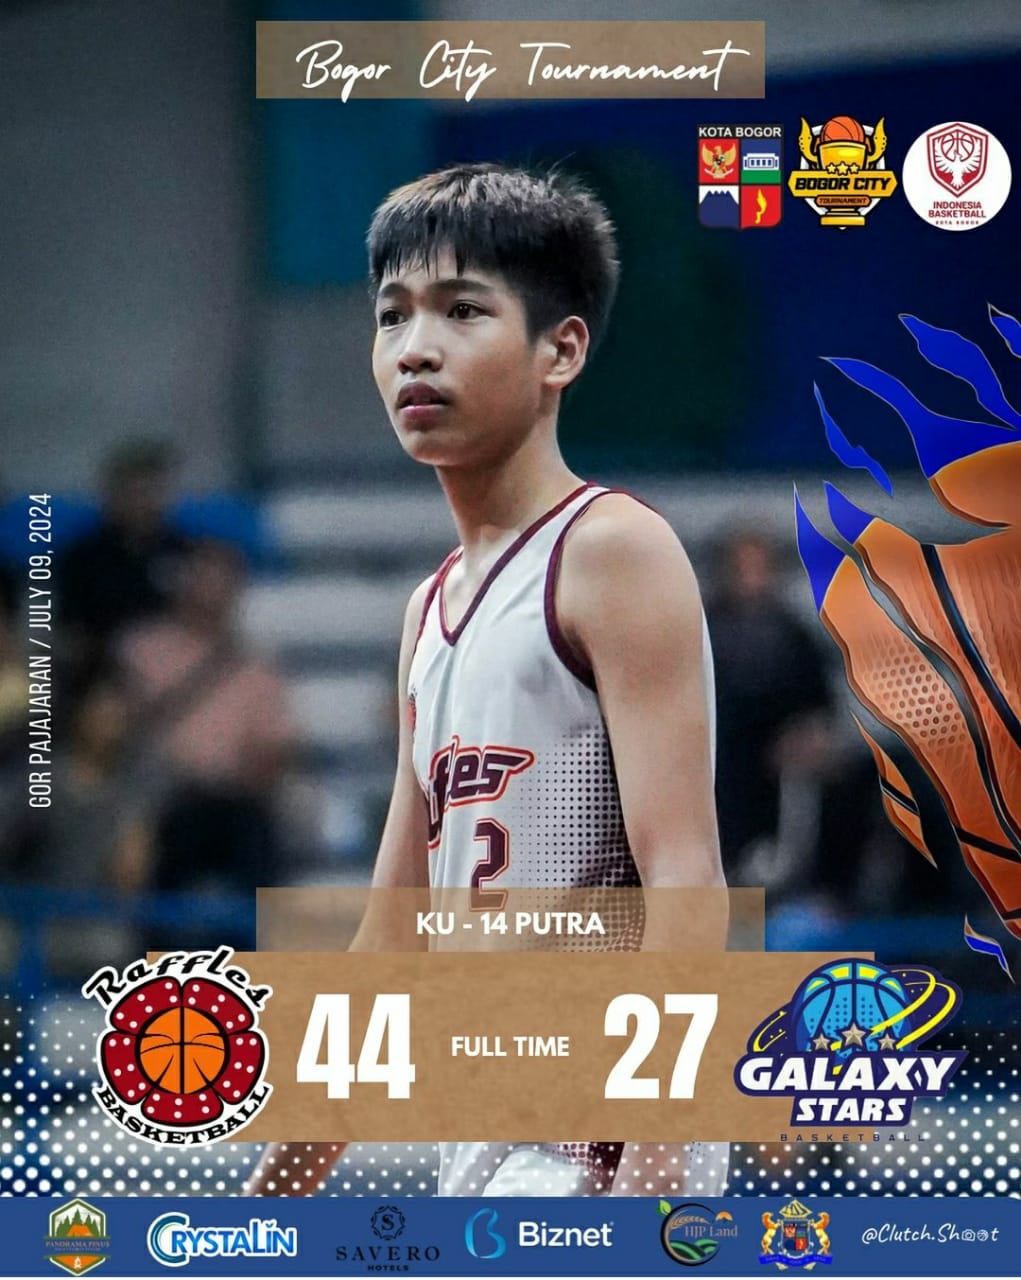 Bogor City Tournament
KOTA BOGOR
BOGOR CITY
TOURNAMENT
INDONESIA
BASKETBALL
KOTA BOGOR
GOR PAJAJARAN / JULY 09, 2024
2
KU - 14 PUTRA
Raffles
BASKETBALL
44
FULL TIME
27
GALAXY
STARS
BASKETBALL
PANORAMA PINUS
CRYSTALIN
S
SAVERO
HOTELS
Biznet
HJP Land
@Clutch.Shoot